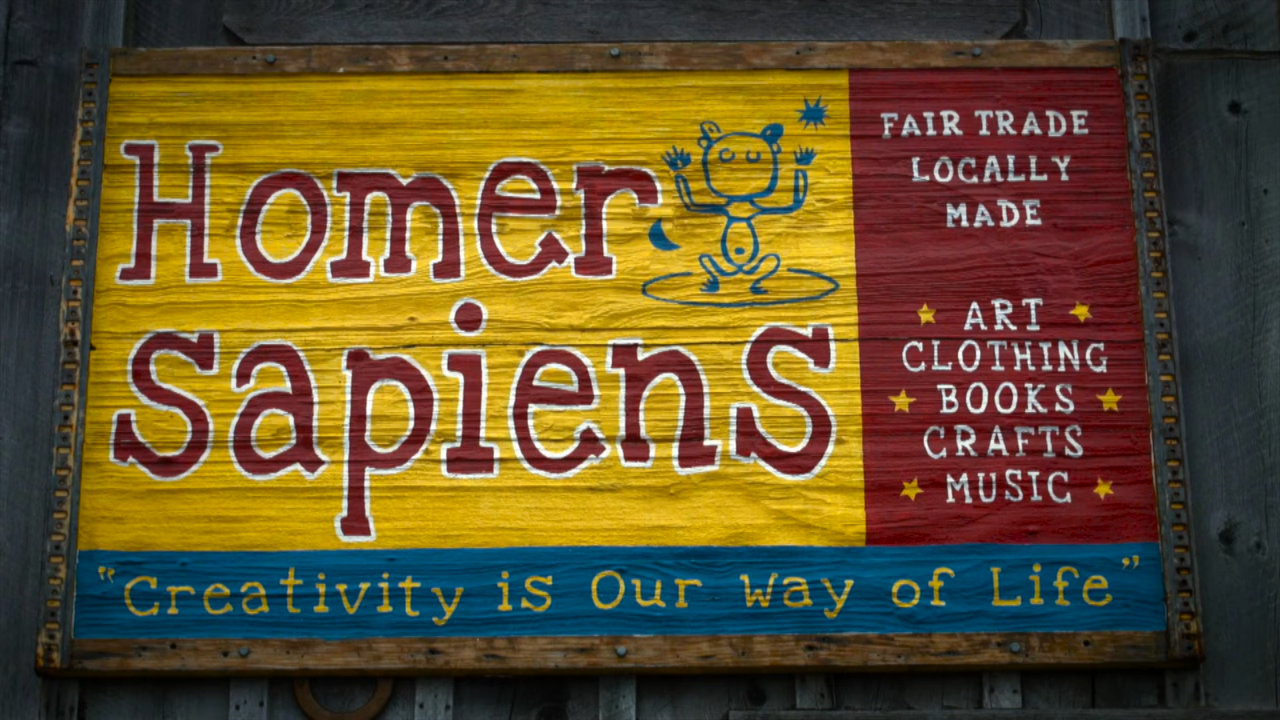 Homer
Sapiens
FAIR TRADE
LOCALLY
MADE
ART
CLOTHING
BOOKS
CRAFTS
MUSIC
"Creativity is Our Way of Life"